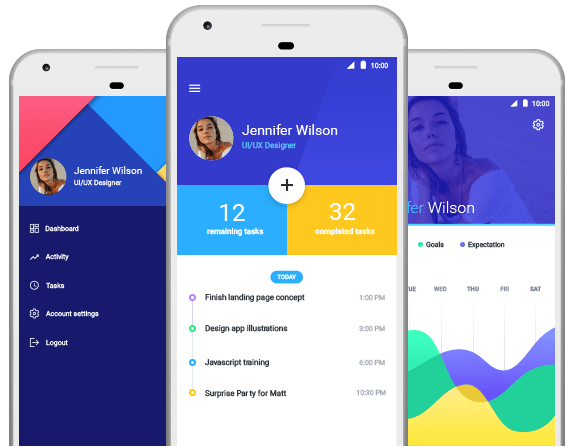 Jennifer Wilson
UI/UX Designer
Dashboard
Activity
Tasks
Account settings
Logout
10:00
Jennifer Wilson
UI/UX Designer
12
remaining tasks
32
completed tasks
TODAY
Finish landing page concept 1:00 PM
Design app illustrations 3:00 PM
Javascript training 6:00 PM
Surprise Party for Matt 10:30 PM
10:00
fer Wilson
Goals Expectation
UE WED THU FRI SAT